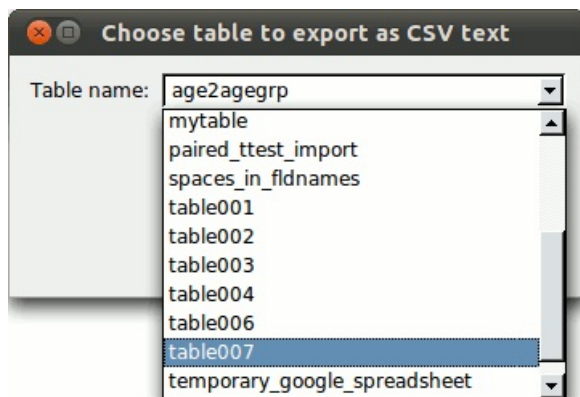 Choose table to export as CSV text
Table name: age2agegrp
mytable
paired_ttest_import
spaces_in_fldnames
table001
table002
table003
table004
table006
table007
temporary_google_spreadsheet